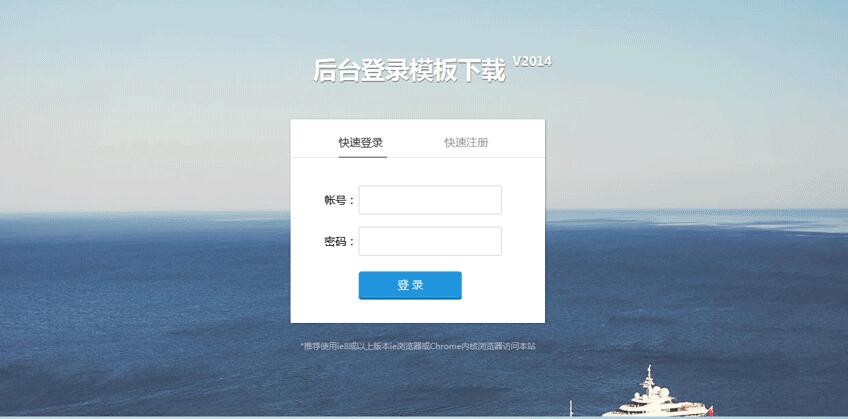 后台登录模板下载 V2014
快速登录 快速注册
帐号：
密码：
登 录
*推荐使用ie8或以上版本ie浏览器或Chrome内核浏览器访问本站